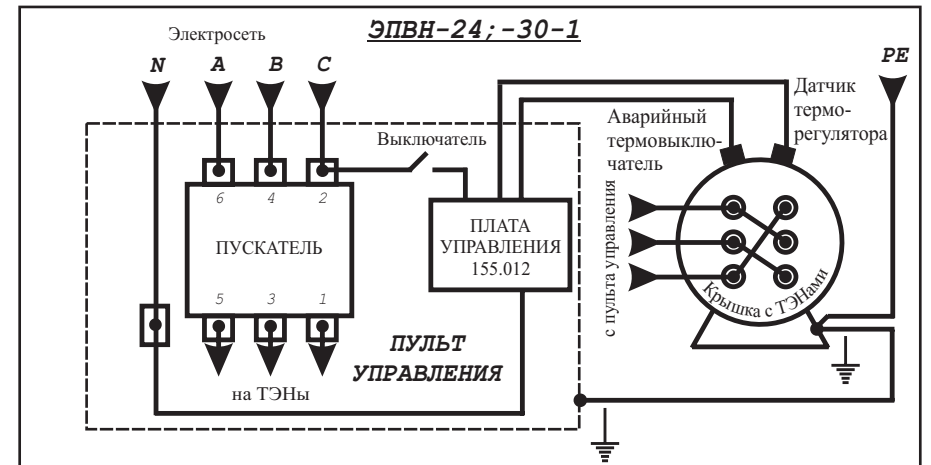 ЭПВН-24;-30-1
Электросеть
N
A
B
C
PE
Датчик
термо-
регулятора
Аварийный
термовыклю-
чатель
Выключатель
6
4
2
ПУСКАТЕЛЬ
5
3
1
ПЛАТА
УПРАВЛЕНИЯ
155.012
с пульта управления
Крышка с ТЭНами
на ТЭНы
ПУЛЬТ
УПРАВЛЕНИЯ